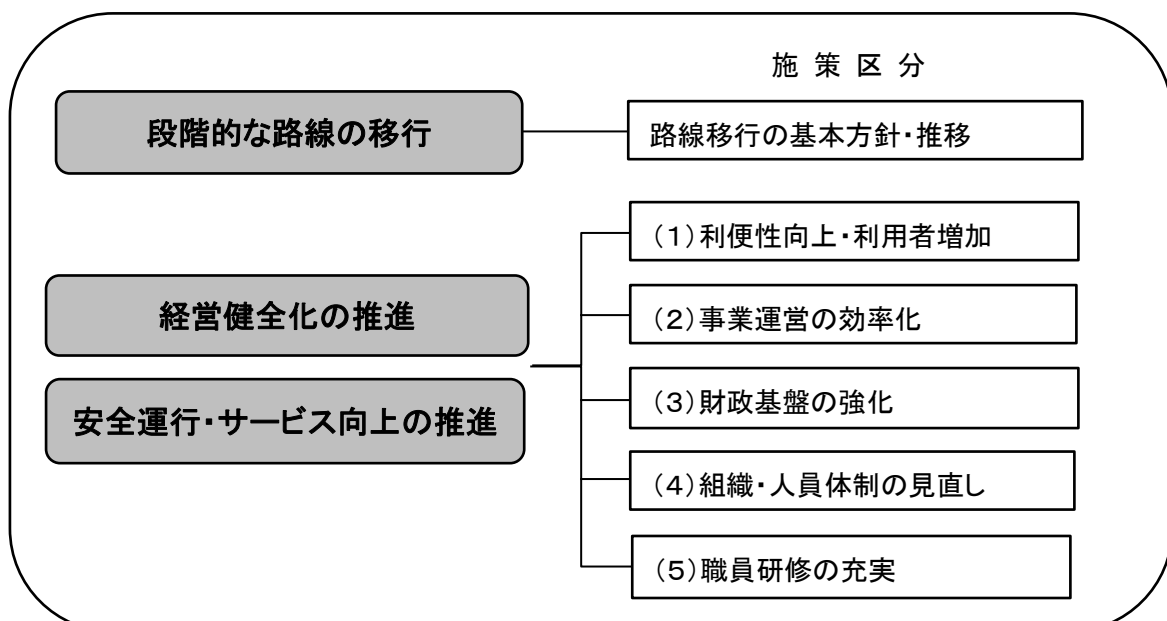 施 策 区 分
段階的な路線の移行
路線移行の基本方針・推移
経営健全化の推進
安全運行・サービス向上の推進
（１）利便性向上・利用者増加
（２）事業運営の効率化
（３）財政基盤の強化
（４）組織・人員体制の見直し
（５）職員研修の充実